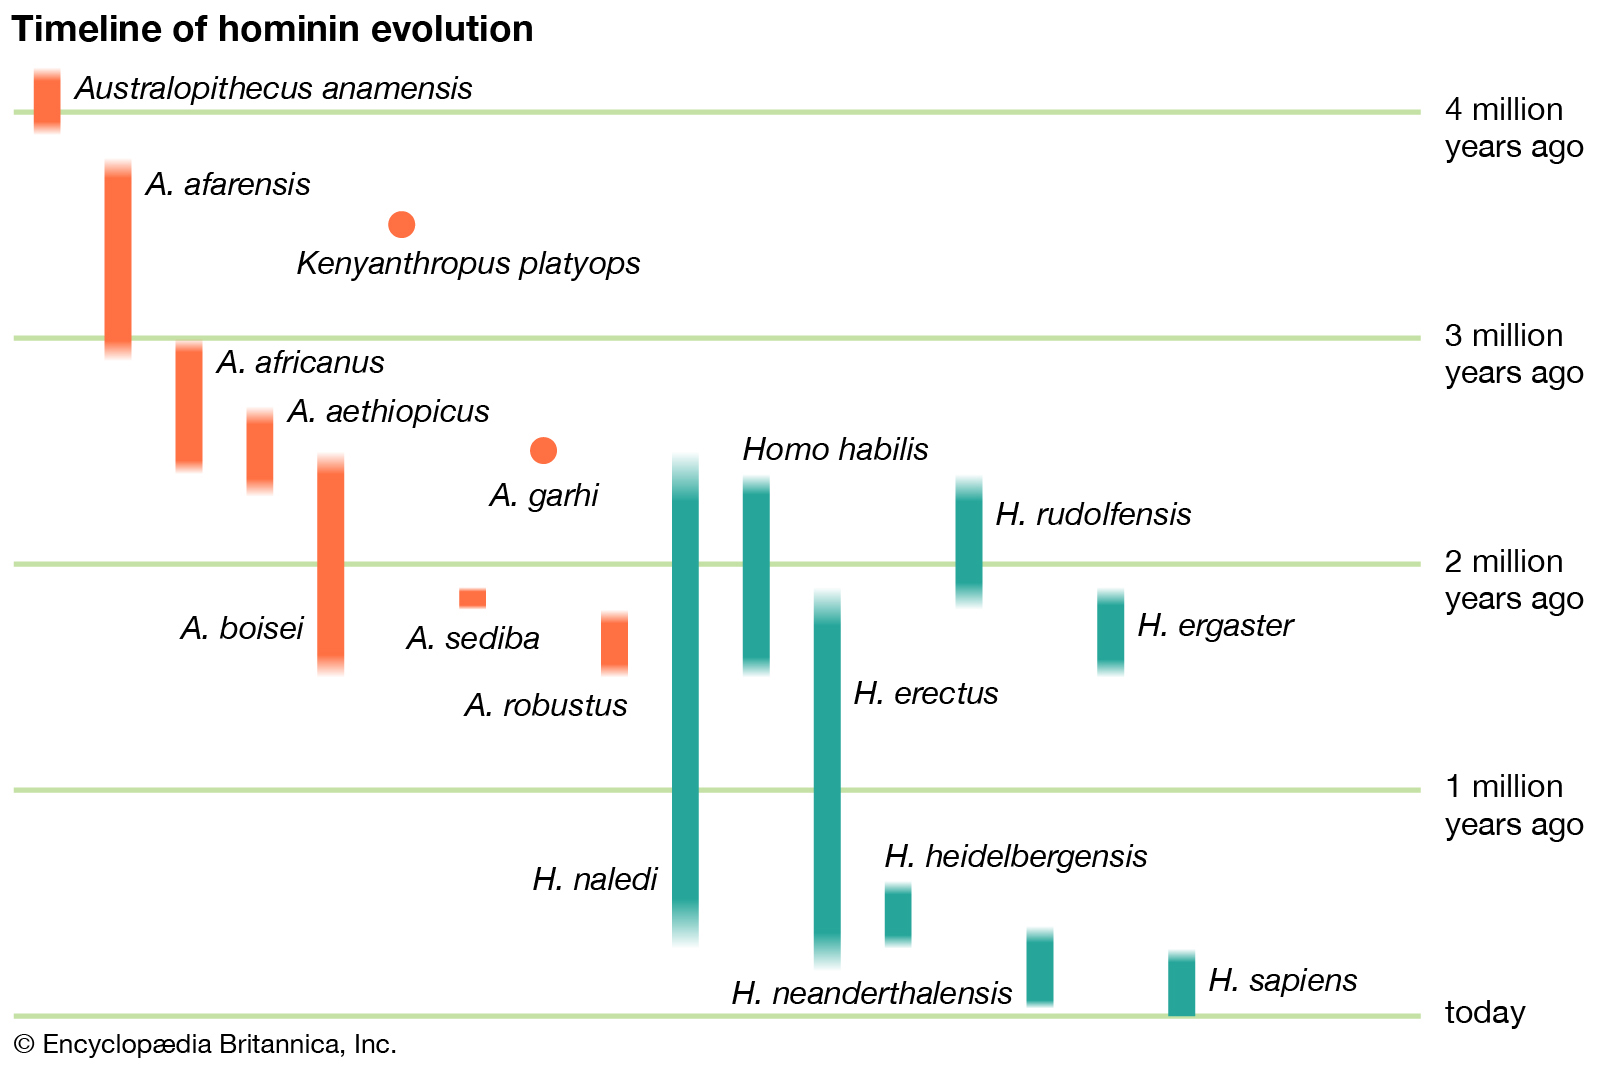 Timeline of hominin evolution
Australopithecus anamensis
4 million
years ago
A. afarensis
Kenyanthropus platyops
3 million
years ago
A. africanus
A. aethiopicus
Homo habilis
A. garhi
H. rudolfensis
2 million
years ago
A. boisei
A. sediba
H. ergaster
A. robustus
H. erectus
1 million
years ago
H. heidelbergensis
H. naledi
H. neanderthalensis
H. sapiens
today
© Encyclopædia Britannica, Inc.